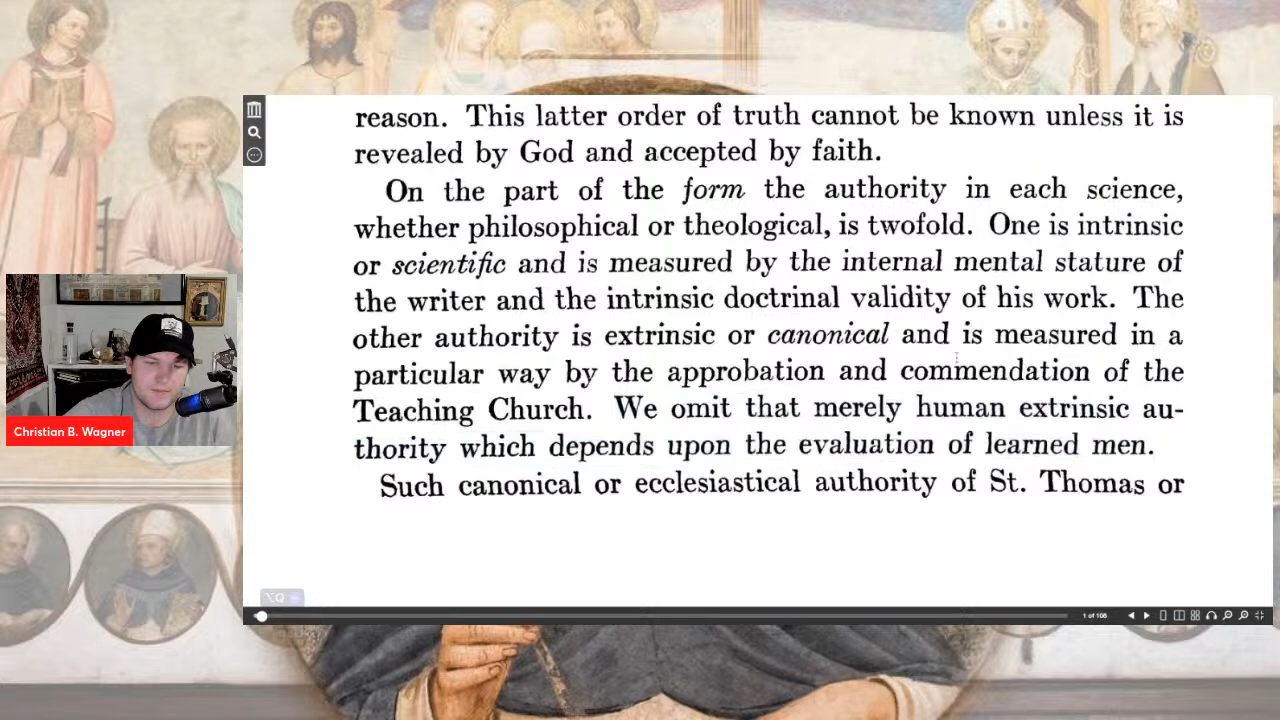 reason. This latter order of truth cannot be known unless it is
revealed by God and accepted by faith.
On the part of the form the authority in each science,
whether philosophical or theological, is twofold. One is intrinsic
or scientific and is measured by the internal mental stature of
the writer and the intrinsic doctrinal validity of his work. The
other authority is extrinsic or canonical and is measured in a
particular way by the approbation and commendation of the
Teaching Church. We omit that merely human extrinsic au-
thority which depends upon the evaluation of learned men.
Such canonical or ecclesiastical authority of St. Thomas or
Christian B. Wagner
⌥Q
1 of 108